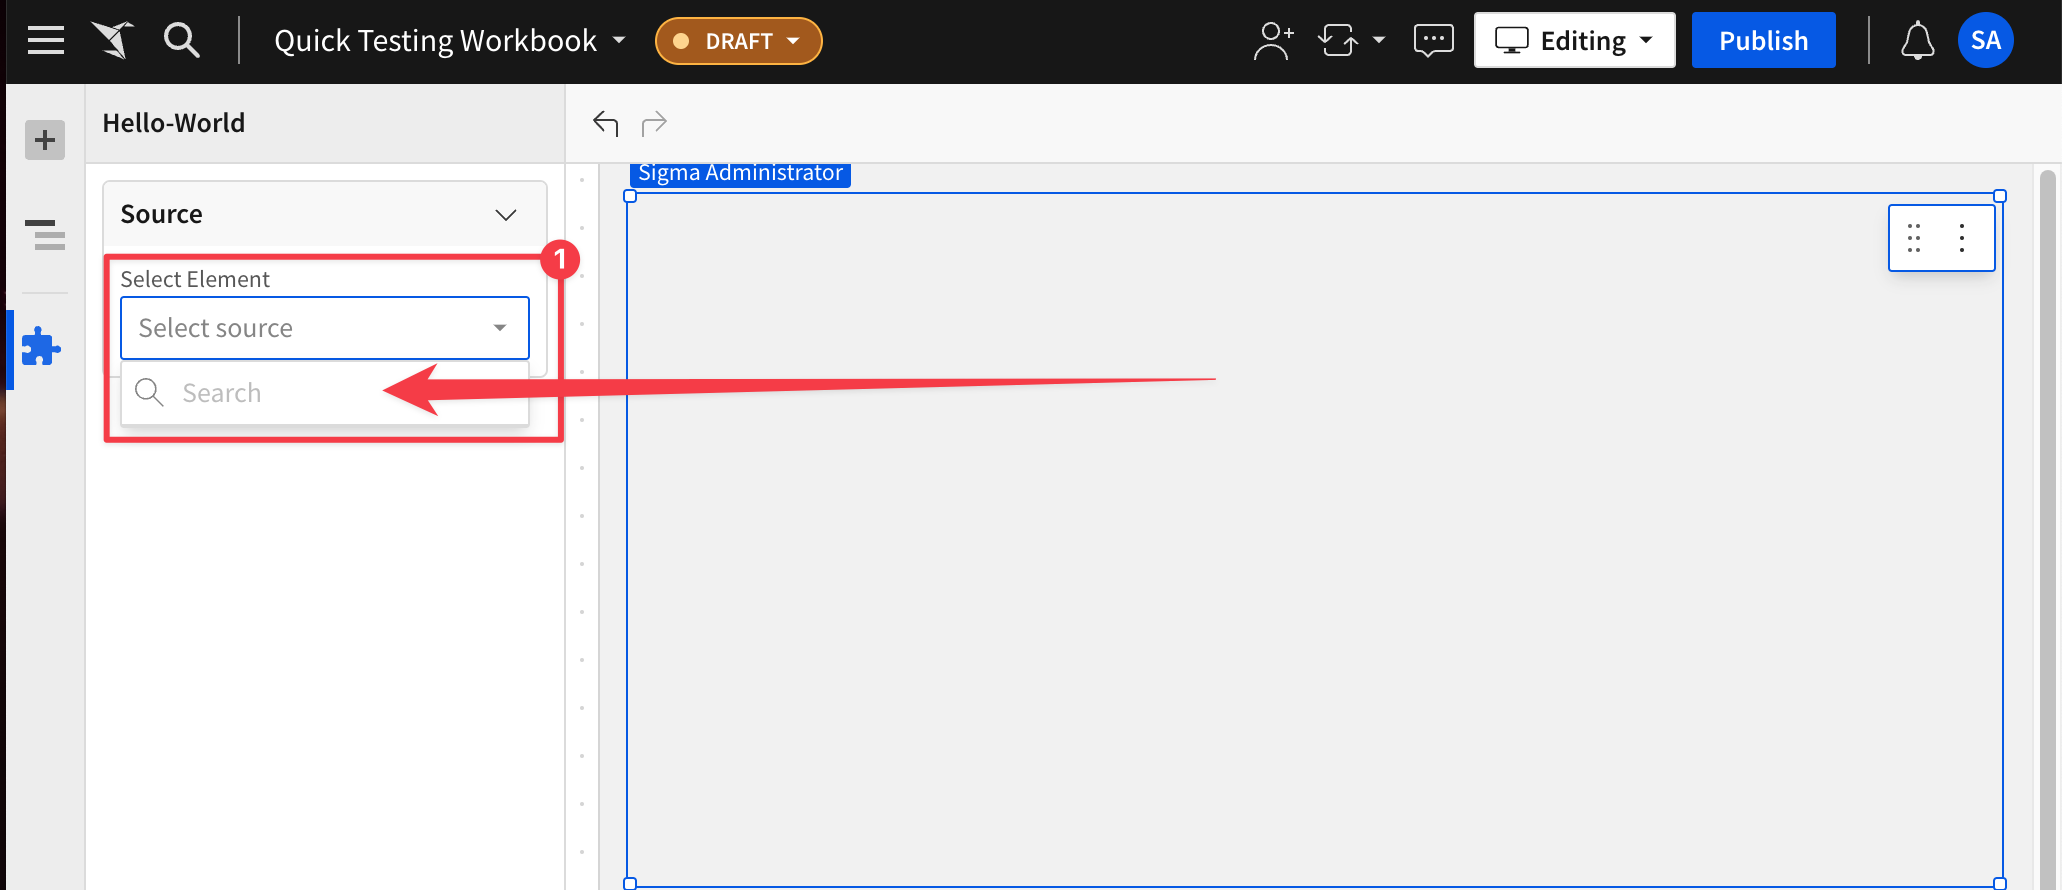 Quick Testing Workbook
DRAFT
Editing
Publish
SA
Hello-World
Sigma Administrator
Source
1
Select Element
Select source
Search